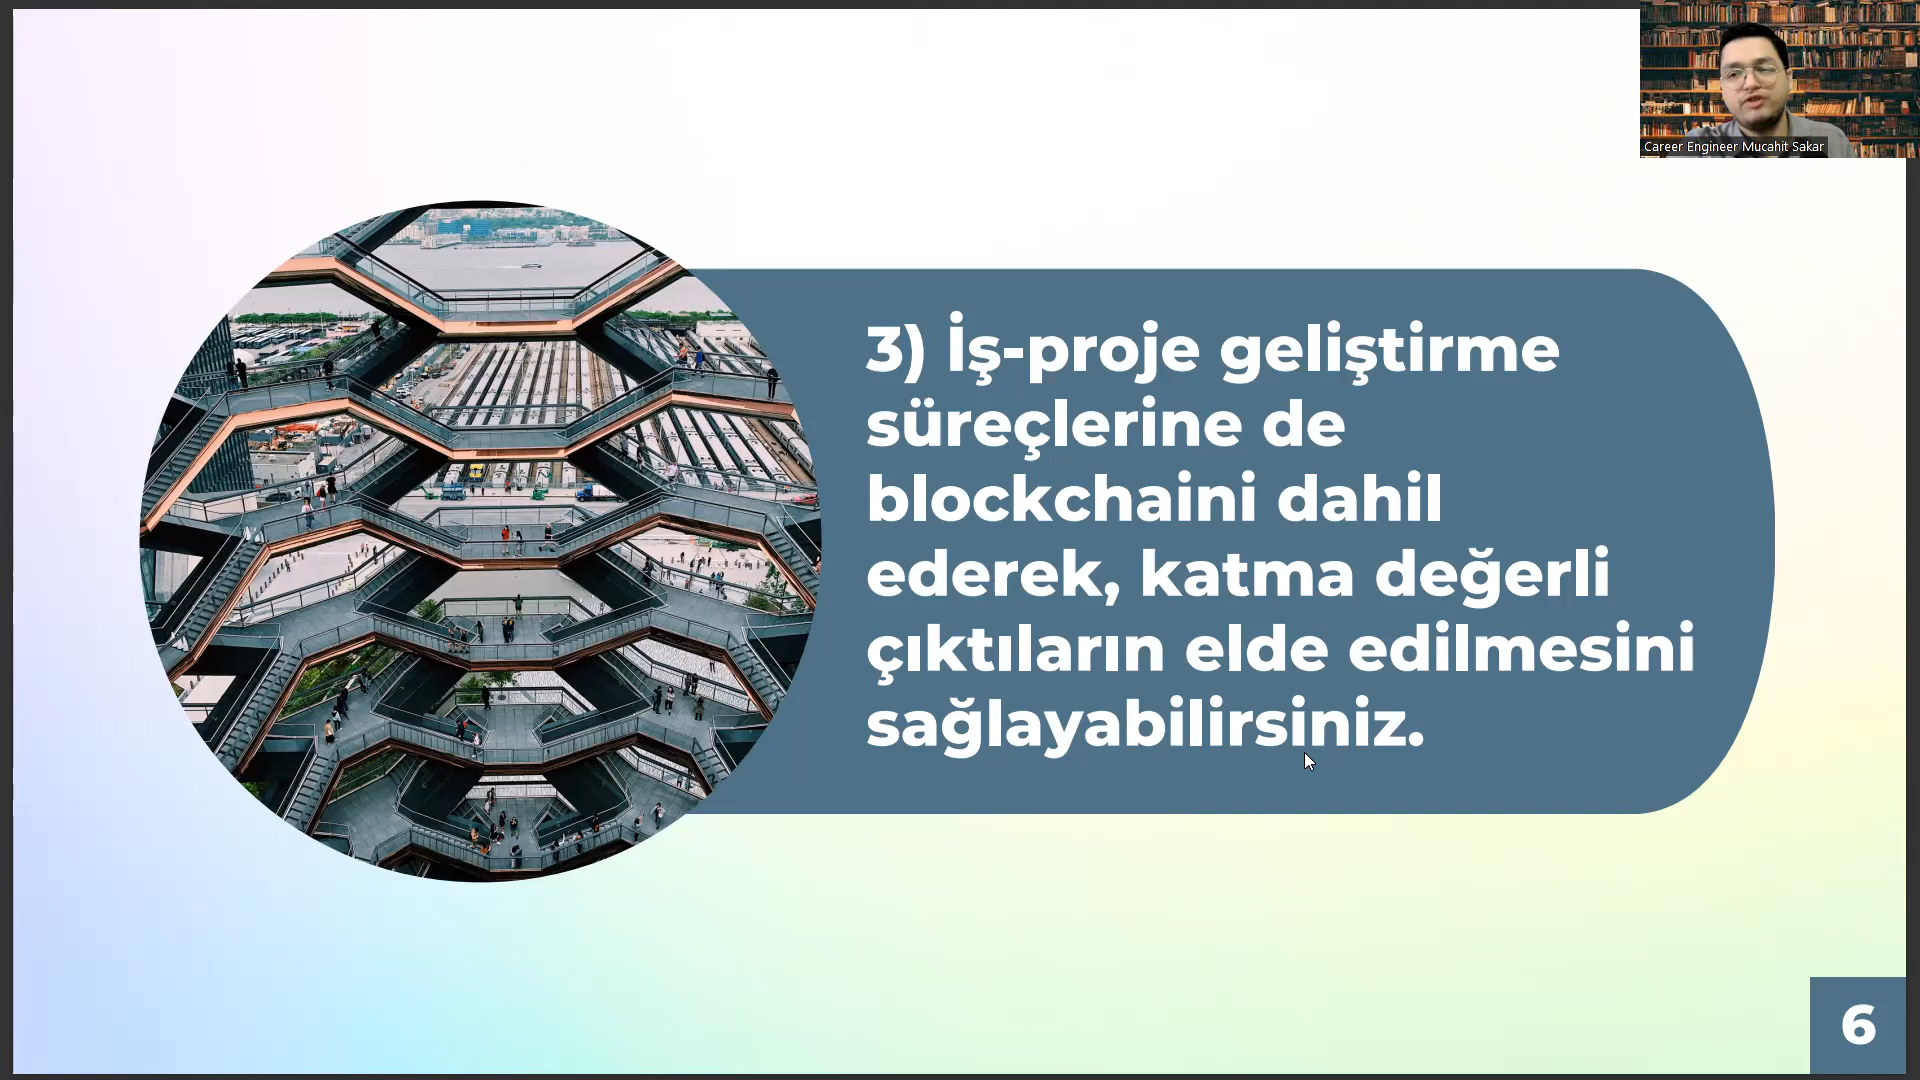 Career Engineer Mucahit Sakar
3) İş-proje geliştirme
süreçlerine de
blockchaini dahil
ederek, katma değerli
çıktıların elde edilmesini
sağlayabilirsiniz.
6